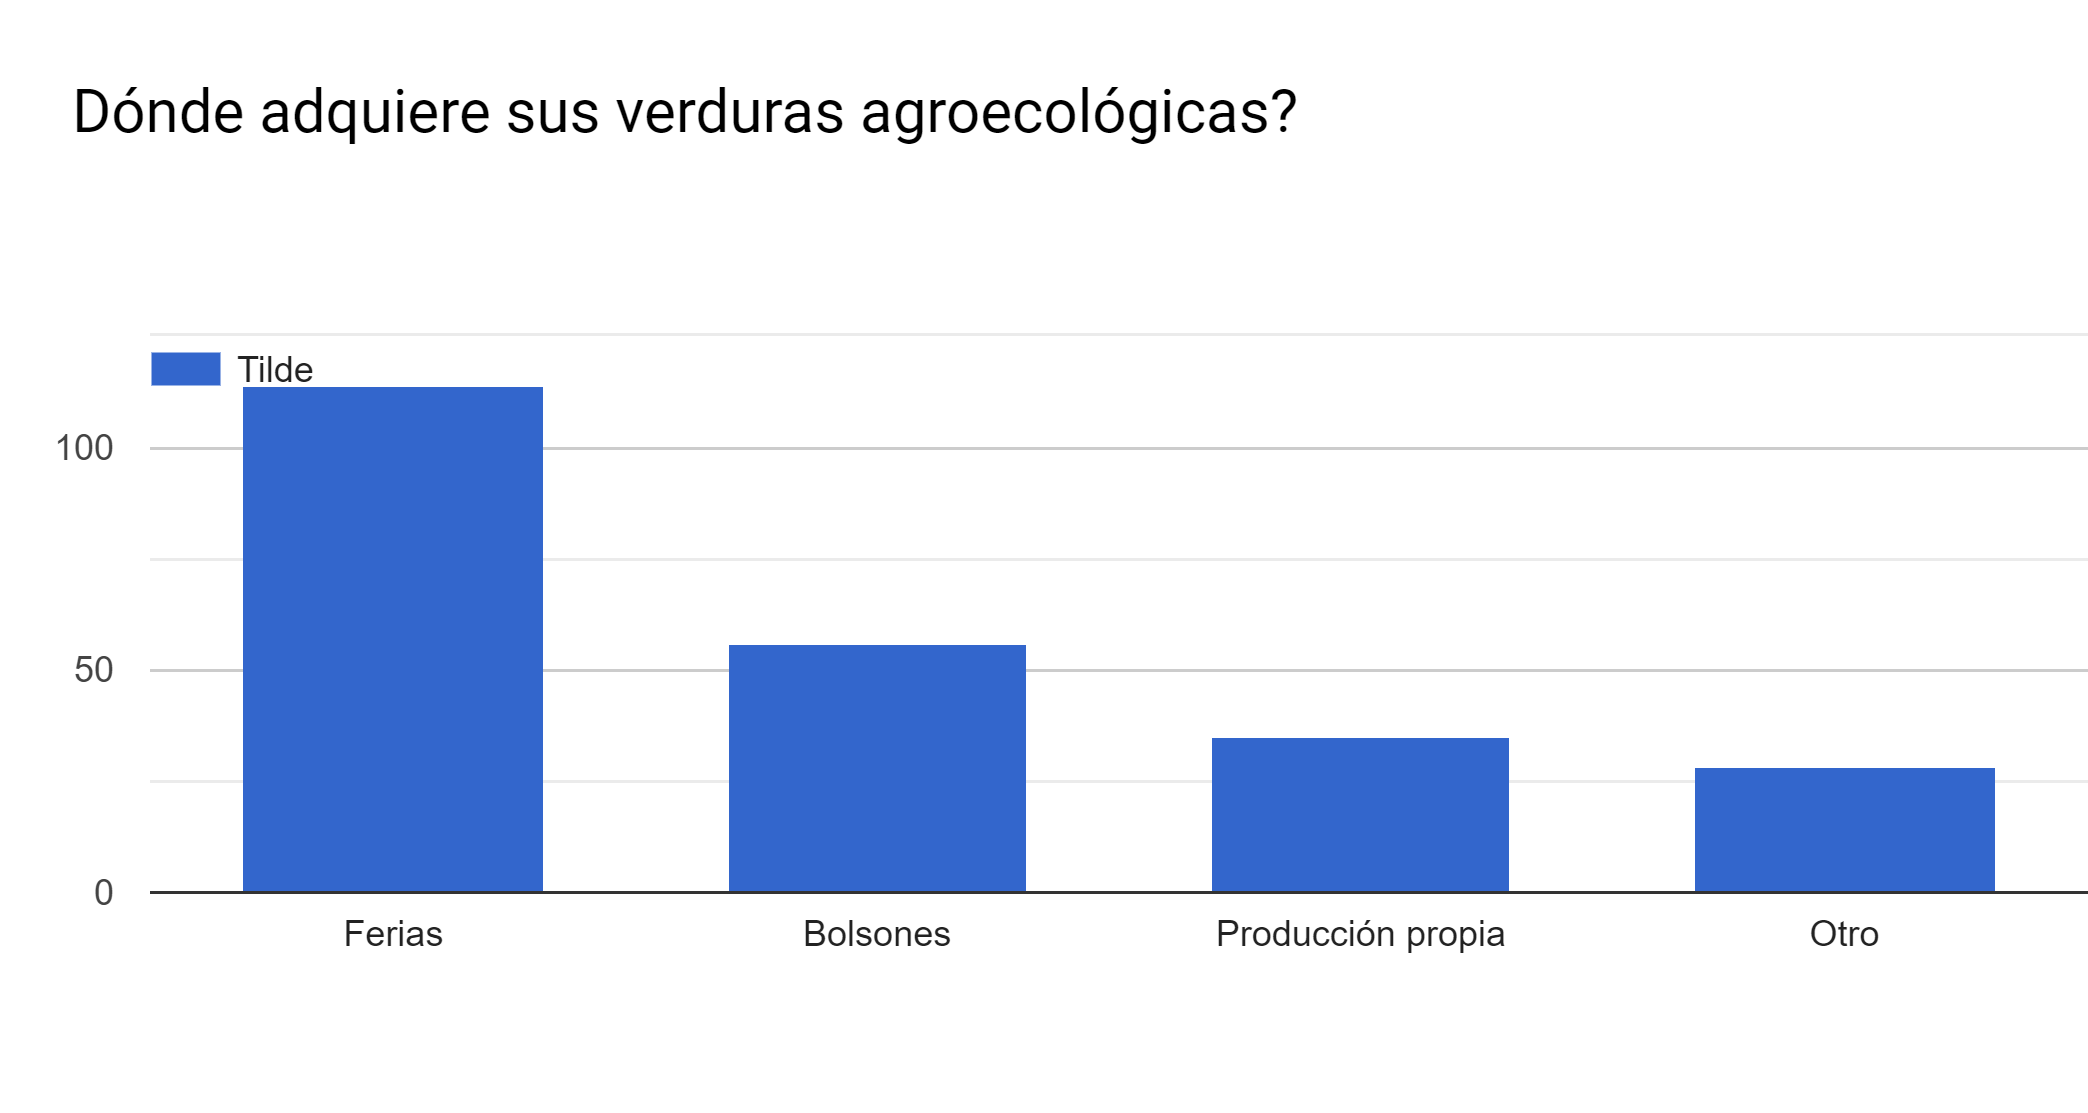 Dónde adquiere sus verduras agroecológicas?
Tilde
100
50
0
Ferias
Bolsones
Producción propia
Otro